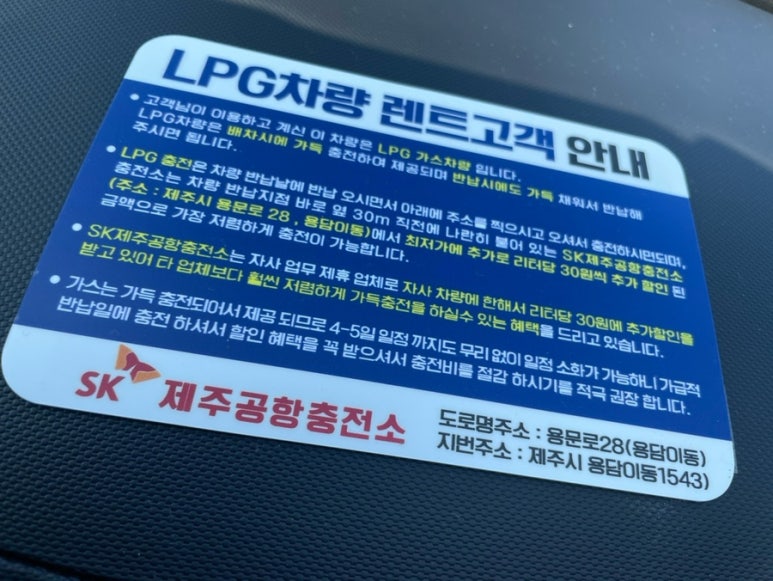 LPG차량 렌트고객 안내
• 고객님이 이용하고 계신 이 차량은 LPG 가스차량 입니다.
LPG차량은 배차시에 가득 충전하여 제공되며 반납시에도 가득 채워서 반납해
주시면 됩니다.
• LPG 충전은 차량 반납날에 반납 오시면서 아래에 주소를 찍으시고 오셔서 충전하시면되며,
충전소는 차량 반납지점 바로 옆 30m 직전에 나란히 붙어 있는 SK제주공항충전소
(주소 : 제주시 용문로 28 , 용담이동)에서 최저가에 추가로 리터당 30원씩 추가 할인 된
금액으로 가장 저렴하게 충전이 가능합니다.
• SK제주공항충전소는 자사 업무 제휴 업체로 자사 차량에 한해서 리터당 30원에 추가할인을
받고 있어 타 업체보다 훨씬 저렴하게 가득충전을 하실수 있는 혜택을 드리고 있습니다.
• 가스는 가득 충전되어서 제공 되므로 4-5일 일정 까지도 무리 없이 일정 소화가 가능하니 가급적
반납일에 충전 하셔서 할인 혜택을 꼭 받으셔서 충전비를 절감 하시기를 적극 권장 합니다.
SK 제주공항충전소
도로명주소 : 용문로28(용담이동)
지번주소 : 제주시 용담이동1543)